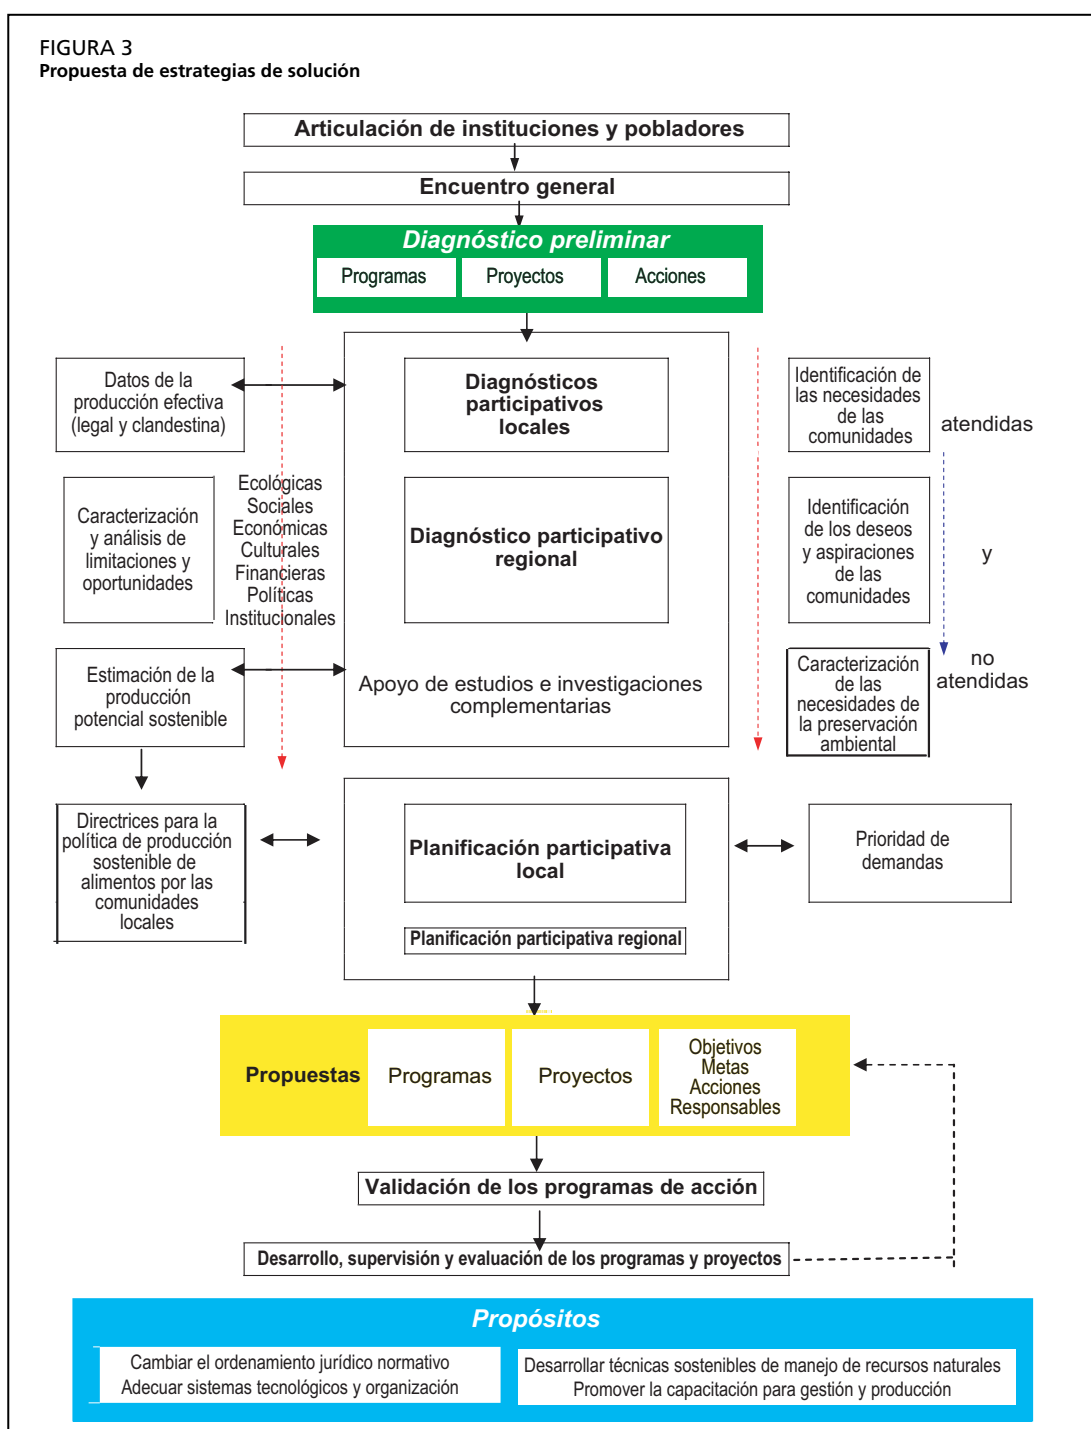 FIGURA 3
Propuesta de estrategias de solución
Articulación de instituciones y pobladores
Encuentro general
Diagnóstico preliminar
Programas
Proyectos
Acciones
Datos de la
producción efectiva
(legal y clandestina)
Diagnósticos
participativos
locales
Identificación de
las necesidades
de las
comunidades
atendidas
Caracterización
y análisis de
limitaciones y
oportunidades
Ecológicas
Sociales
Económicas
Culturales
Financieras
Políticas
Institucionales
Diagnóstico participativo
regional
Identificación
de los deseos
y aspiraciones
de las
comunidades
y
Estimación de la
producción
potencial sostenible
Apoyo de estudios e investigaciones
complementarias
Caracterización
de las
necesidades de
la preservación
ambiental
no
atendidas
Directrices para la
política de producción
sostenible de
alimentos por las
comunidades
locales
Planificación participativa
local
Prioridad de
demandas
Planificación participativa regional
Propuestas
Programas
Proyectos
Objetivos
Metas
Acciones
Responsables
Validación de los programas de acción
Desarrollo, supervisión y evaluación de los programas y proyectos
Propósitos
Cambiar el ordenamiento jurídico normativo
Adecuar sistemas tecnológicos y organización
Desarrollar técnicas sostenibles de manejo de recursos naturales
Promover la capacitación para gestión y producción